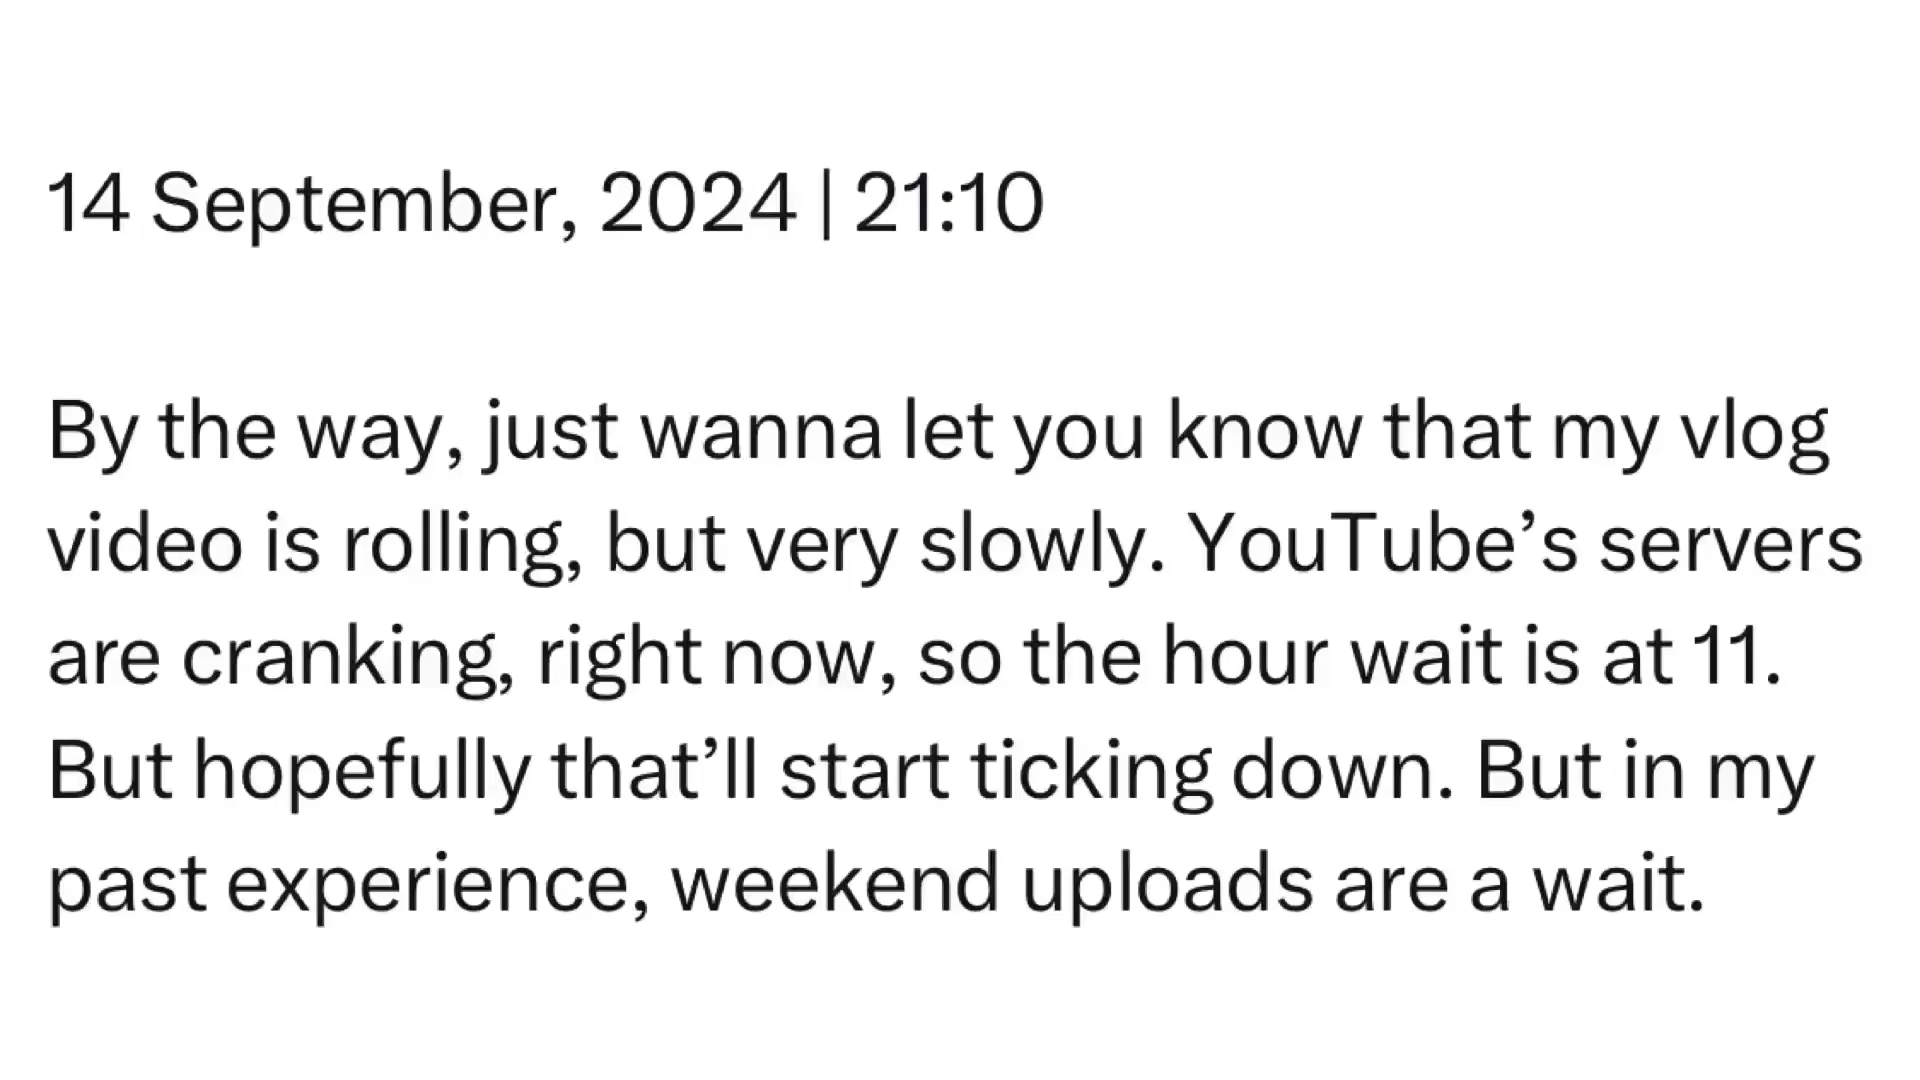 14 September, 2024 | 21:10
By the way, just wanna let you know that my vlog
video is rolling, but very slowly. YouTube’s servers
are cranking, right now, so the hour wait is at 11.
But hopefully that’ll start ticking down. But in my
past experience, weekend uploads are a wait.